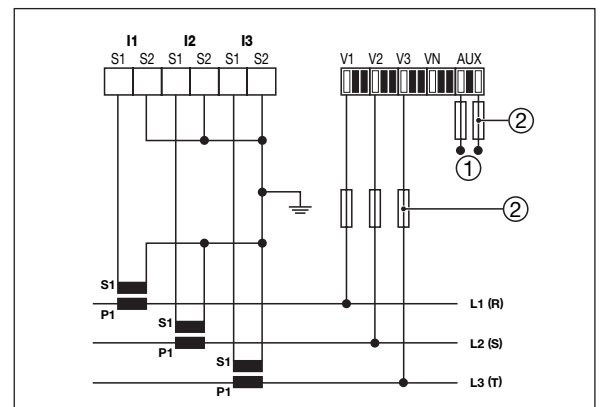 I1 I2 I3
S1 S2 S1 S2 S1 S2 V1 V2 V3 VN AUX
2
1
2
S1
P1 L1 (R)
S1
P1 L2 (S)
S1
P1 L3 (T)